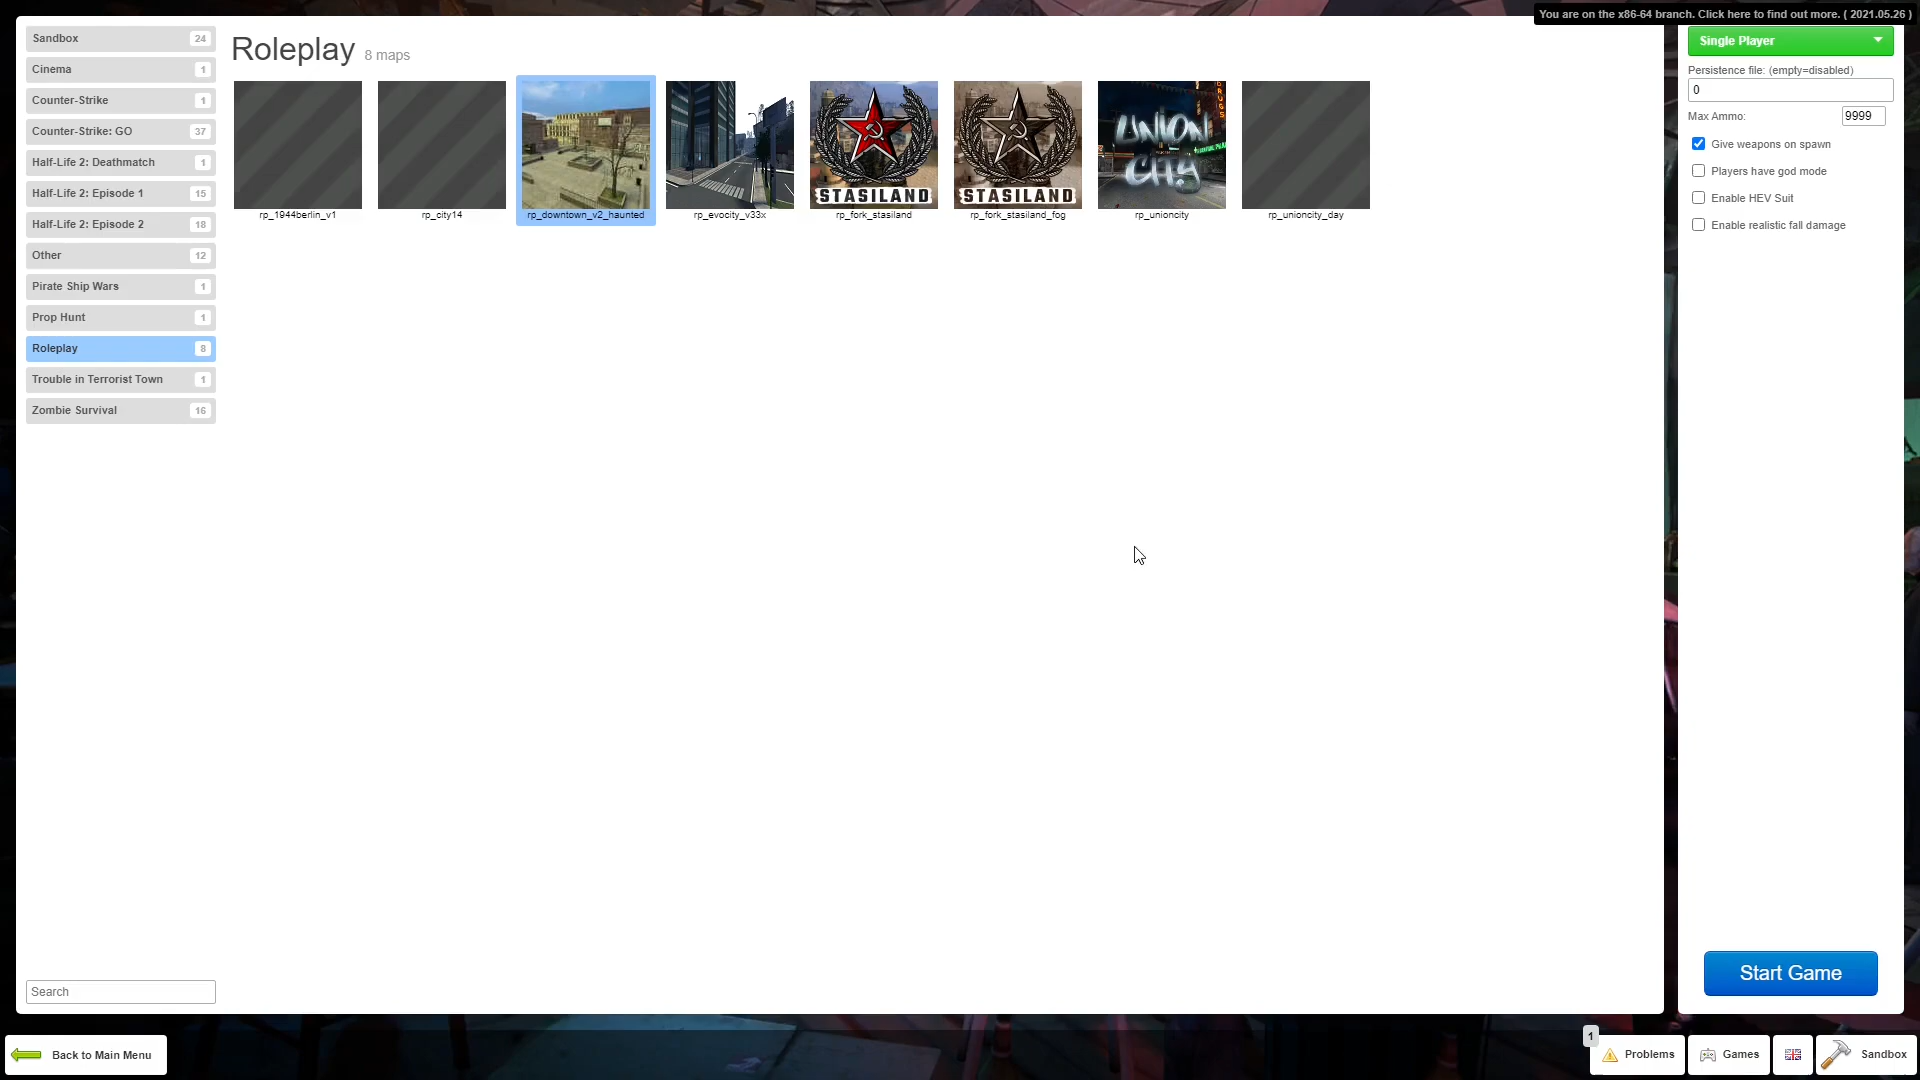 You are on the x86-64 branch. Click here to find out more. ( 2021.05.26 )
Sandbox 24
Cinema 1
Counter-Strike 1
Counter-Strike: GO 37
Half-Life 2: Deathmatch 1
Half-Life 2: Episode 1 15
Half-Life 2: Episode 2 18
Other 12
Pirate Ship Wars 1
Prop Hunt 1
Roleplay 8
Trouble in Terrorist Town 1
Zombie Survival 16
Search
Roleplay 8 maps
STASILAND
STASILAND
UNION
CITY
DRUGS
rp_1944berlin_v1
rp_city14
rp_downtown_v2_haunted
rp_evocity_v33x
rp_fork_stasiland
rp_fork_stasiland_fog
rp_unioncity
rp_unioncity_day
Single Player
Persistence file: (empty=disabled)
0
Max Ammo: 9999
Give weapons on spawn
Players have god mode
Enable HEV Suit
Enable realistic fall damage
Start Game
Back to Main Menu
1
Problems
Games
Sandbox